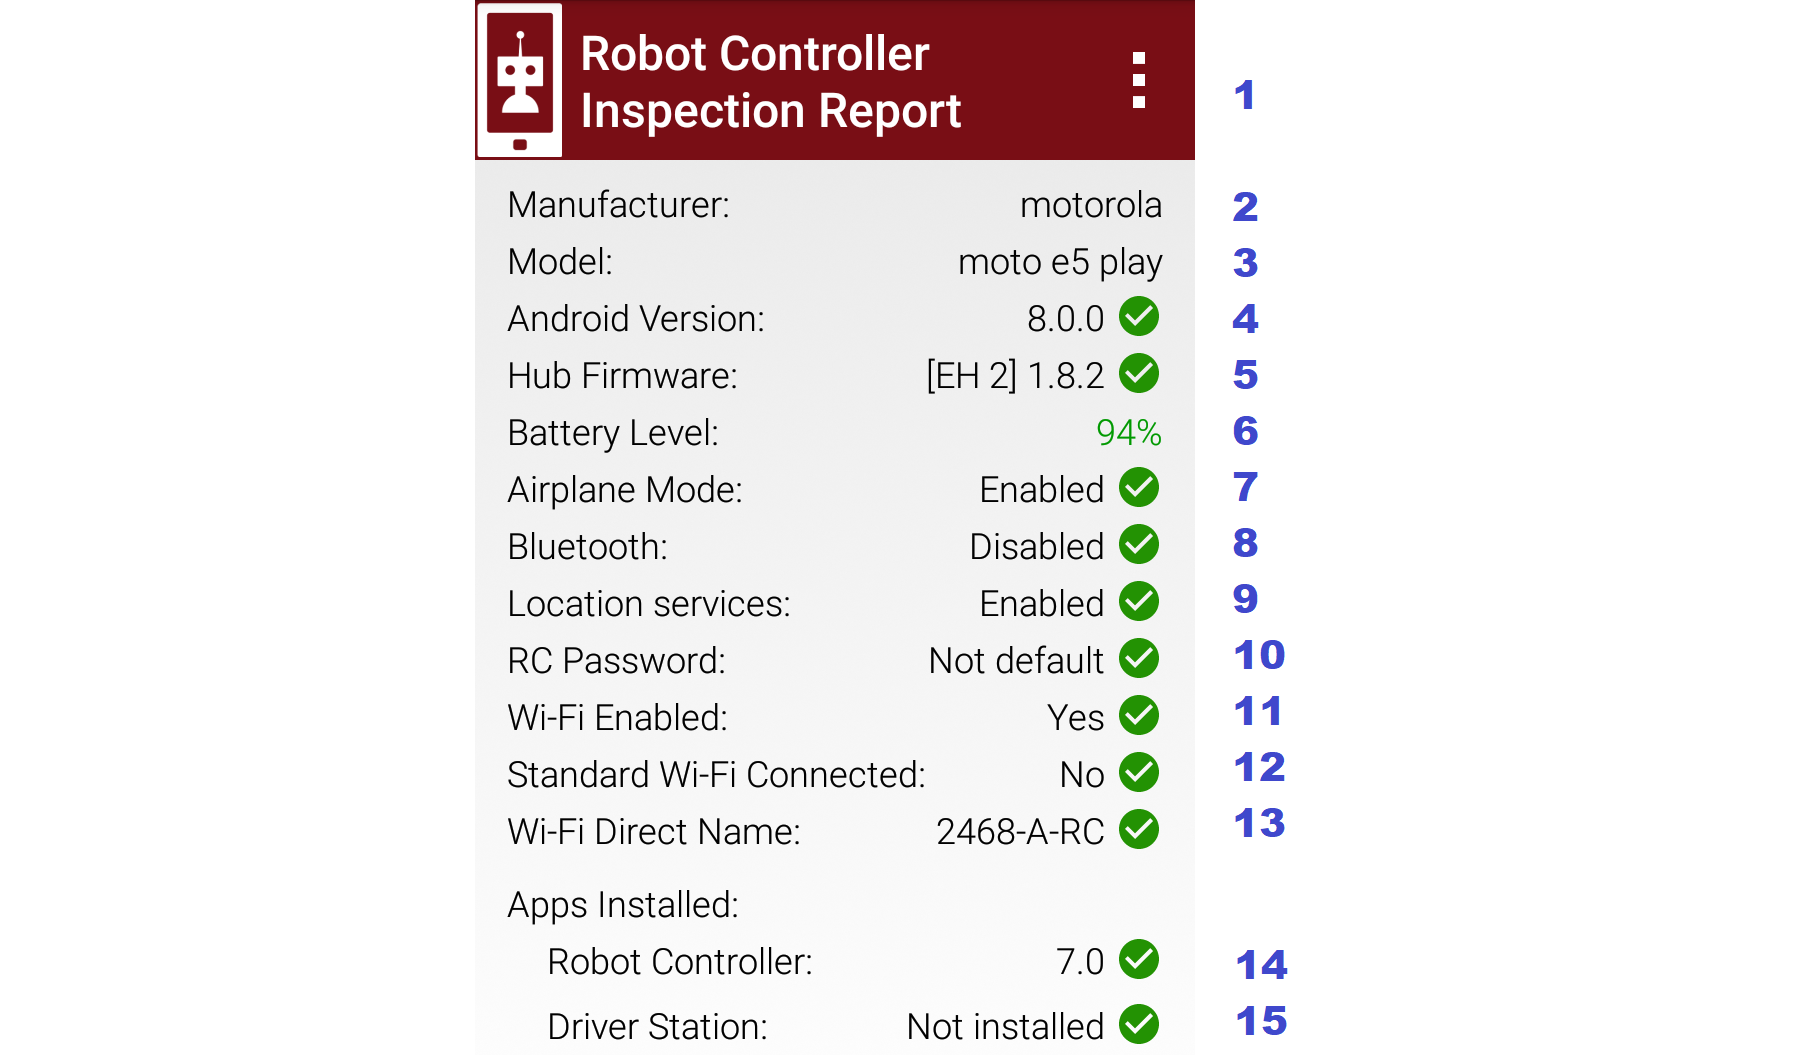 Robot Controller
Inspection Report 1
Manufacturer: motorola 2
Model: moto e5 play 3
Android Version: 8.0.0 4
Hub Firmware: [EH 2] 1.8.2 5
Battery Level: 94% 6
Airplane Mode: Enabled 7
Bluetooth: Disabled 8
Location services: Enabled 9
RC Password: Not default 10
Wi-Fi Enabled: Yes 11
Standard Wi-Fi Connected: No 12
Wi-Fi Direct Name: 2468-A-RC 13
Apps Installed:
Robot Controller: 7.0 14
Driver Station: Not installed 15